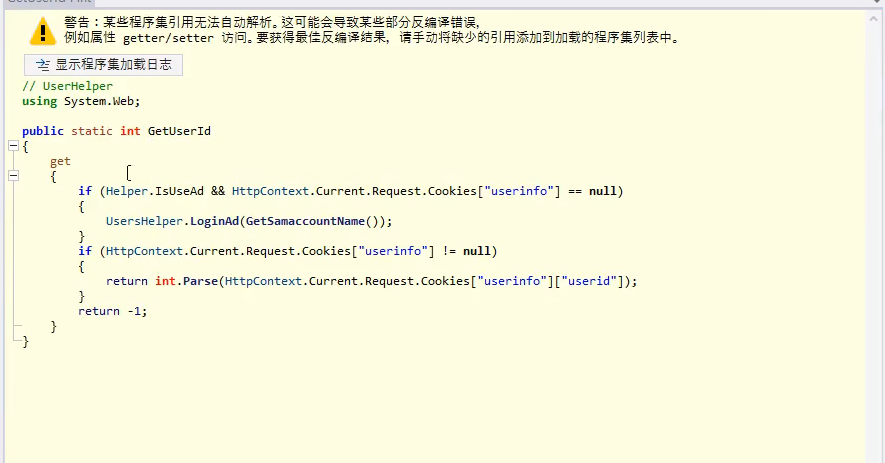 警告：某些程序集引用无法自动解析。这可能会导致某些部分反编译错误，
例如属性 getter/setter 访问。要获得最佳反编译结果，请手动将缺少的引用添加到加载的程序集列表中。
显示程序集加载日志
// UserHelper
using System.Web;
public static int GetUserId
{
get
{
if (Helper.IsUseAd && HttpContext.Current.Request.Cookies["userinfo"] == null)
{
UsersHelper.LoginAd(GetSamaccountName());
}
if (HttpContext.Current.Request.Cookies["userinfo"] != null)
{
return int.Parse(HttpContext.Current.Request.Cookies["userinfo"]["userid"]);
}
return -1;
}
}